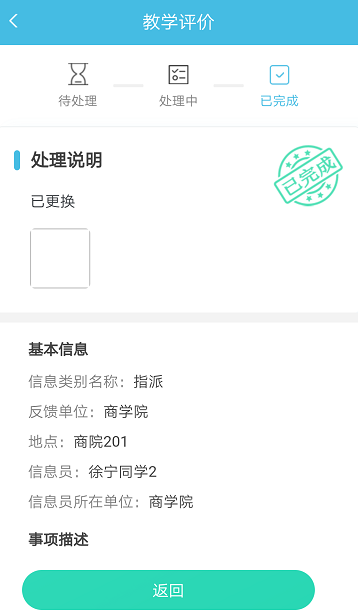 教学评价
待处理
处理中
已完成
处理说明
已完成
已更换
基本信息
信息类别名称：指派
反馈单位：商学院
地点：商院201
信息员：徐宁同学2
信息员所在单位：商学院
事项描述
返回